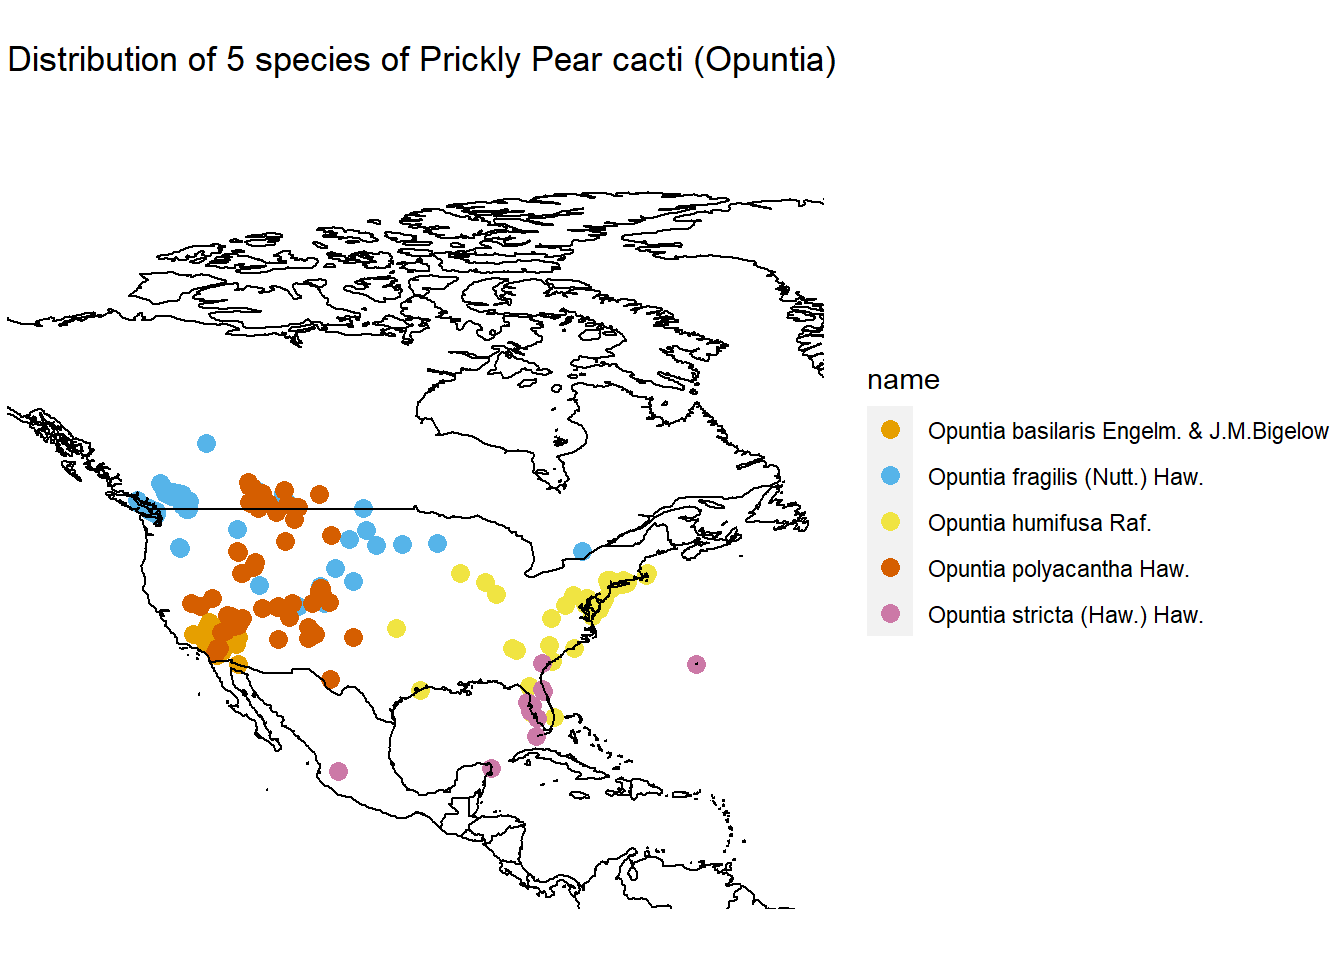 Distribution of 5 species of Prickly Pear cacti (Opuntia)
name
Opuntia basilaris Engelm. & J.M.Bigelow
Opuntia fragilis (Nutt.) Haw.
Opuntia humifusa Raf.
Opuntia polyacantha Haw.
Opuntia stricta (Haw.) Haw.